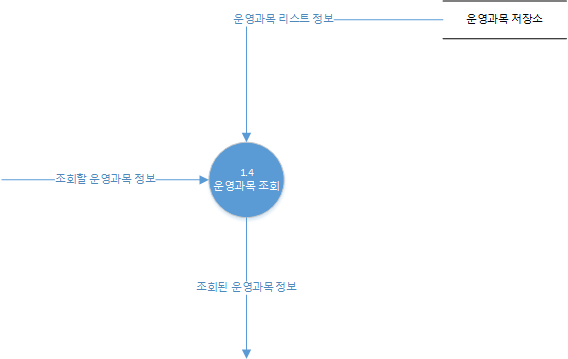 운영과목 리스트 정보
운영과목 저장소
조회할 운영과목 정보
1.4
운영과목 조회
조회된 운영과목정보